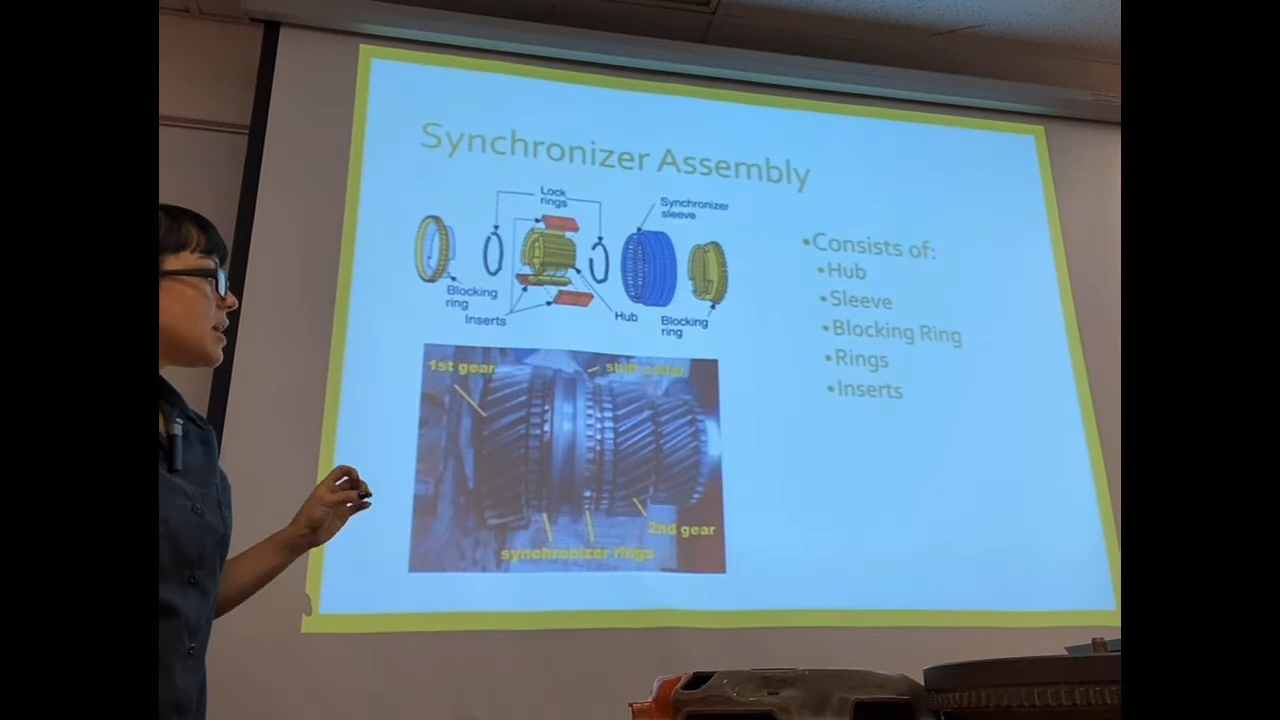 Synchronizer Assembly
Lock
rings
Synchronizer
sleeve
Blocking
ring
Inserts
Hub
Blocking
ring
•Consists of:
•Hub
•Sleeve
•Blocking Ring
•Rings
•Inserts
1st gear
shift collar
2nd gear
synchronizer rings